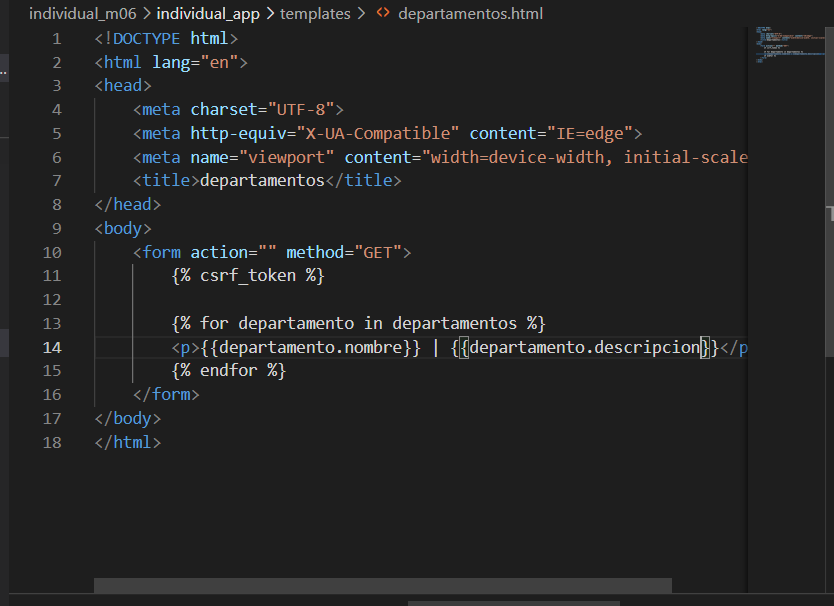 individual_m06 > individual_app > templates > <> departamentos.html
1 <!DOCTYPE html>
2 <html lang="en">
3 <head>
4 <meta charset="UTF-8">
5 <meta http-equiv="X-UA-Compatible" content="IE=edge">
6 <meta name="viewport" content="width=device-width, initial-scale
7 <title>departamentos</title>
8 </head>
9 <body>
10 <form action="" method="GET">
11 {% csrf_token %}
12
13 {% for departamento in departamentos %}
14 <p>{{departamento.nombre}} | {{departamento.descripcion}}</p
15 {% endfor %}
16 </form>
17 </body>
18 </html>